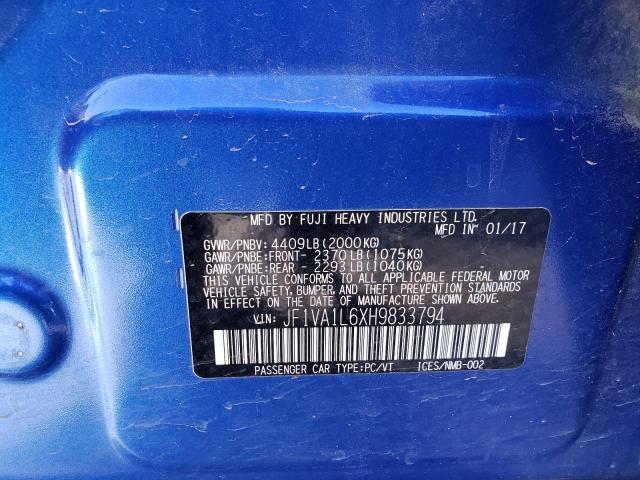 MFD BY FUJI HEAVY INDUSTRIES LTD.
MFD IN 01/17
GVWR/PNBV: 4409LB(2000KG)
GAWR/PNBE:FRONT- 2370LB(1075KG)
GAWR/PNBE:REAR - 2293LB(1040KG)
THIS VEHICLE CONFORMS TO ALL APPLICABLE FEDERAL MOTOR
VEHICLE SAFETY, BUMPER, AND THEFT PREVENTION
STANDARDS IN EFFECT ON THE DATE OF MANUFACTURE
SHOWN ABOVE.
VIN: JF1VA1L6XH9833794
PASSENGER CAR TYPE:PC/VT ICES/NMB-002